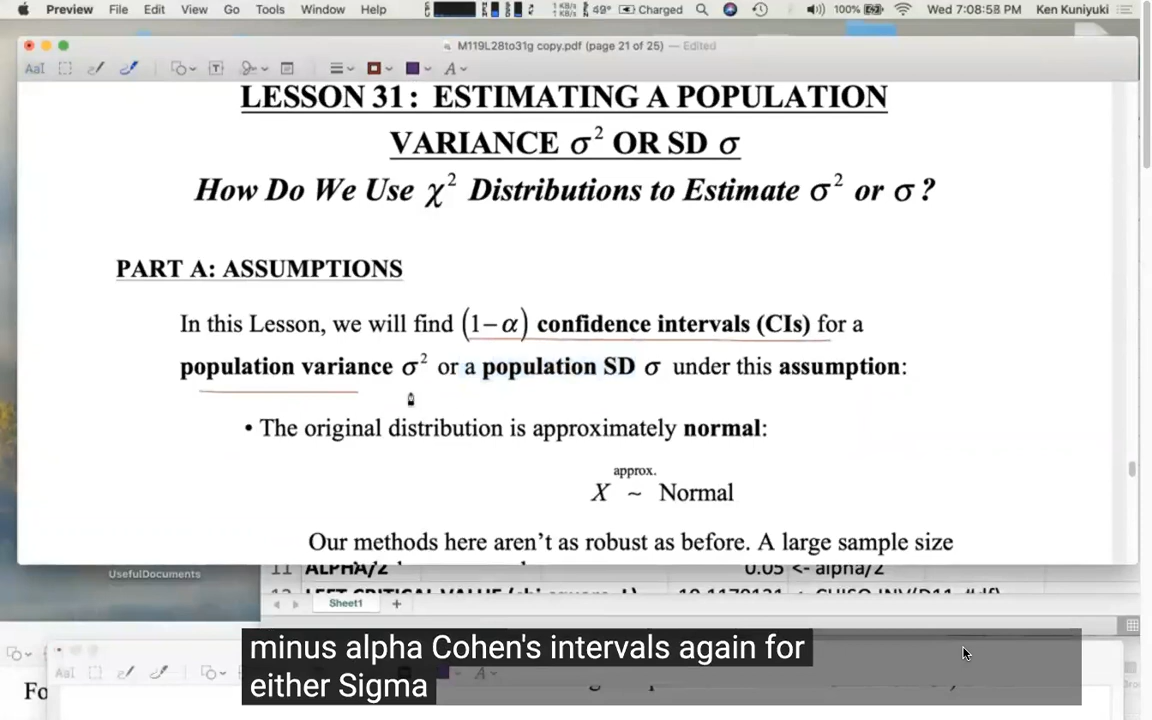 Preview File Edit View Go Tools Window Help 1 KB/s 4 KB/s 49° Charged 100% Wed 7:08:58 PM Ken Kuniyuki
M119L28to31g copy.pdf (page 21 of 25) — Edited
LESSON 31: ESTIMATING A POPULATION
VARIANCE σ² OR SD σ
How Do We Use χ² Distributions to Estimate σ² or σ?
PART A: ASSUMPTIONS
In this Lesson, we will find (1−α) confidence intervals (CIs) for a
population variance σ² or a population SD σ under this assumption:
• The original distribution is approximately normal:
approx.
X ~ Normal
Our methods here aren't as robust as before. A large sample size
UsefulDocuments
11 ALPHA/2 0.05 <- alpha/2
Sheet1
minus alpha Cohen's intervals again for
either Sigma
Fo